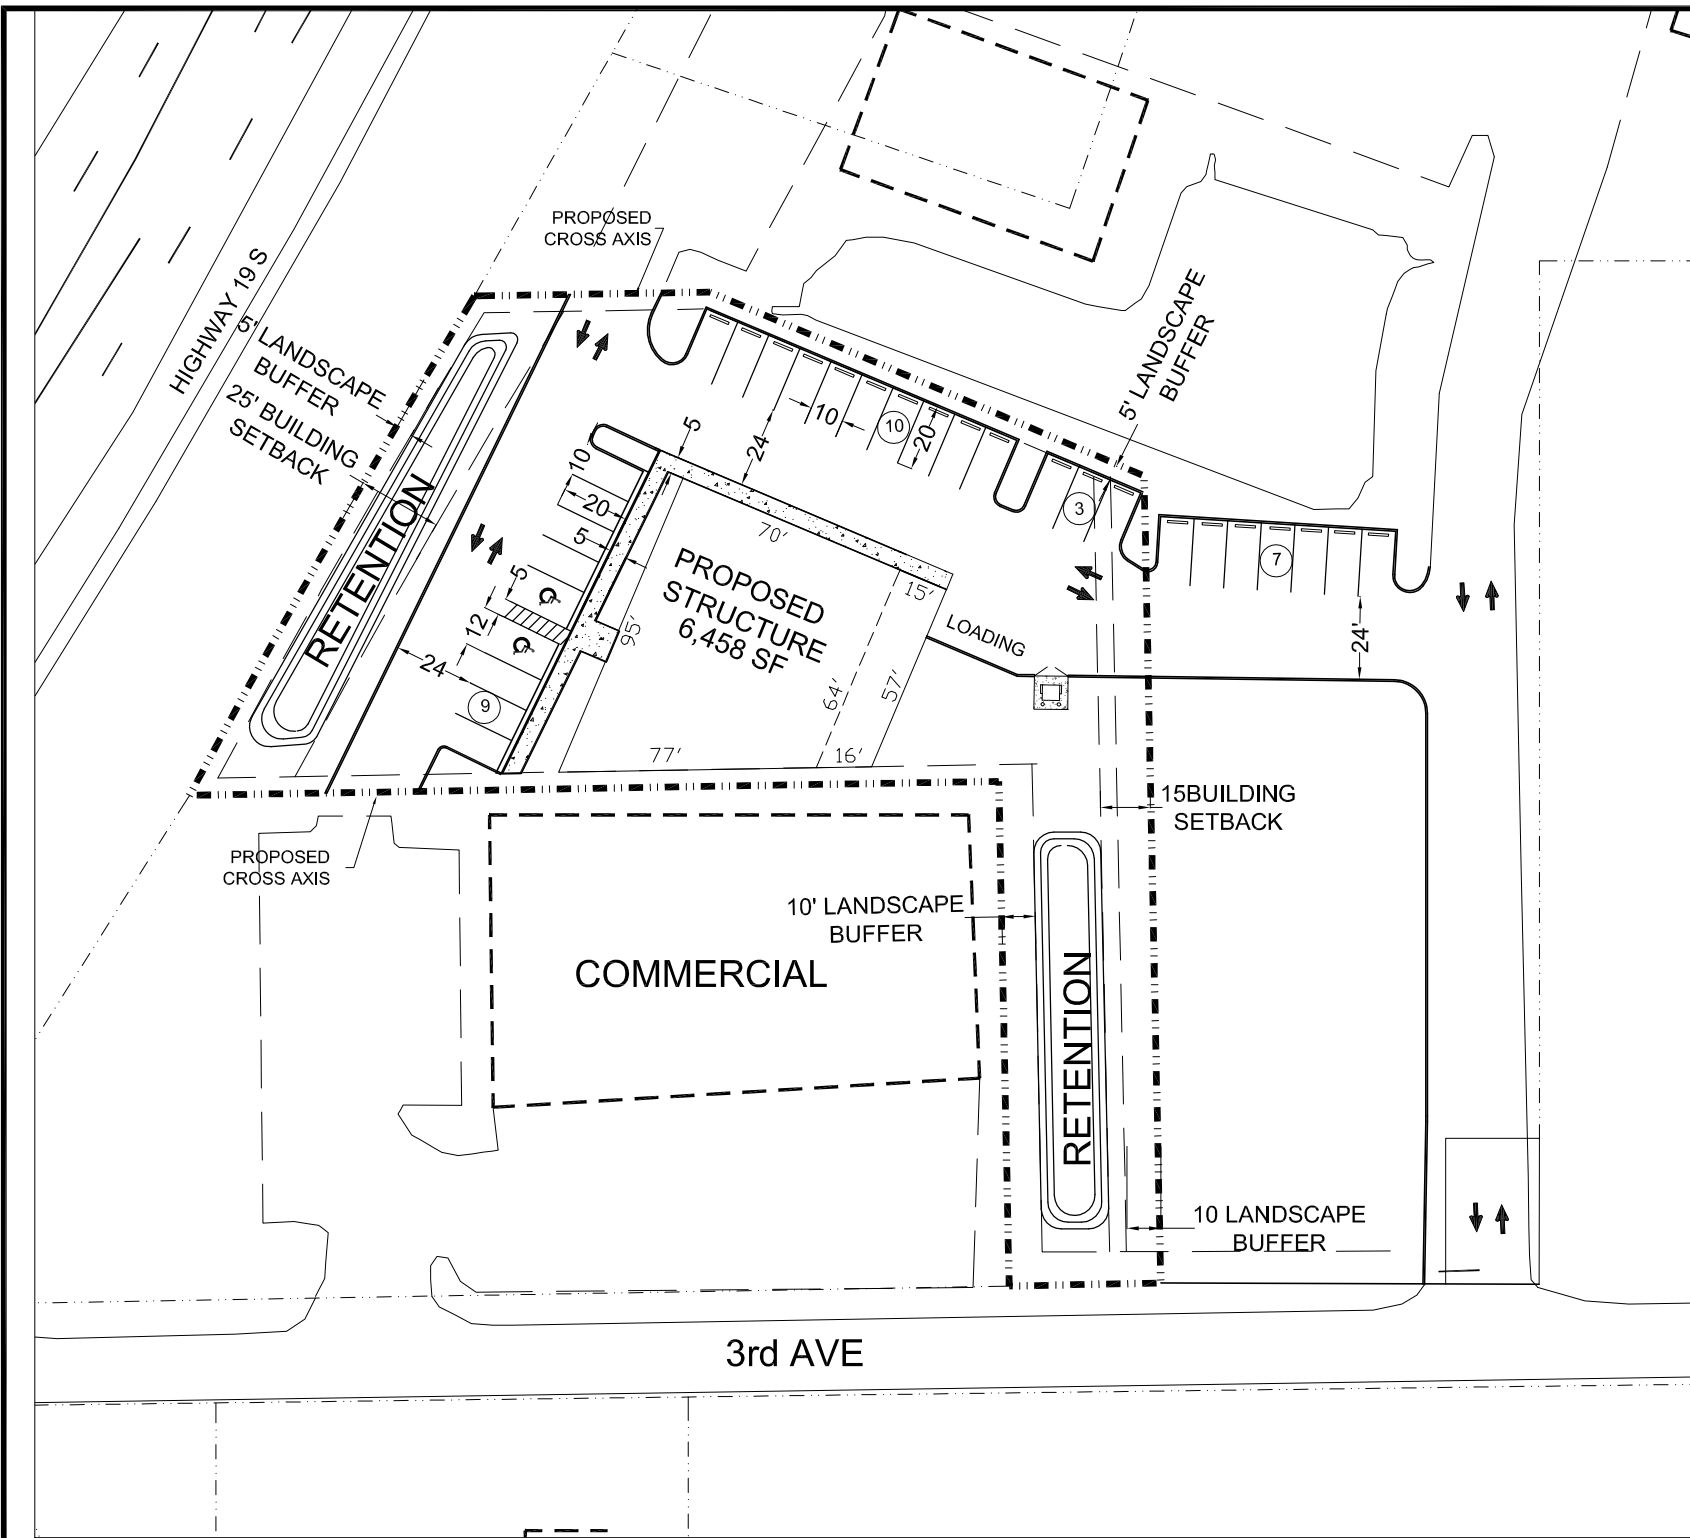 PROPOSED
CROSS AXIS
HIGHWAY 19 S
5' LANDSCAPE
BUFFER
25' BUILDING
SETBACK
RETENTION
5' LANDSCAPE
BUFFER
10
10
20
24
5
3
7
24'
10
20
5
5
12
24
9
70'
PROPOSED
STRUCTURE
6,458 SF
95'
15'
LOADING
64'
57'
77'
16'
15BUILDING
SETBACK
PROPOSED
CROSS AXIS
10' LANDSCAPE
BUFFER
COMMERCIAL
RETENTION
10 LANDSCAPE
BUFFER
3rd AVE